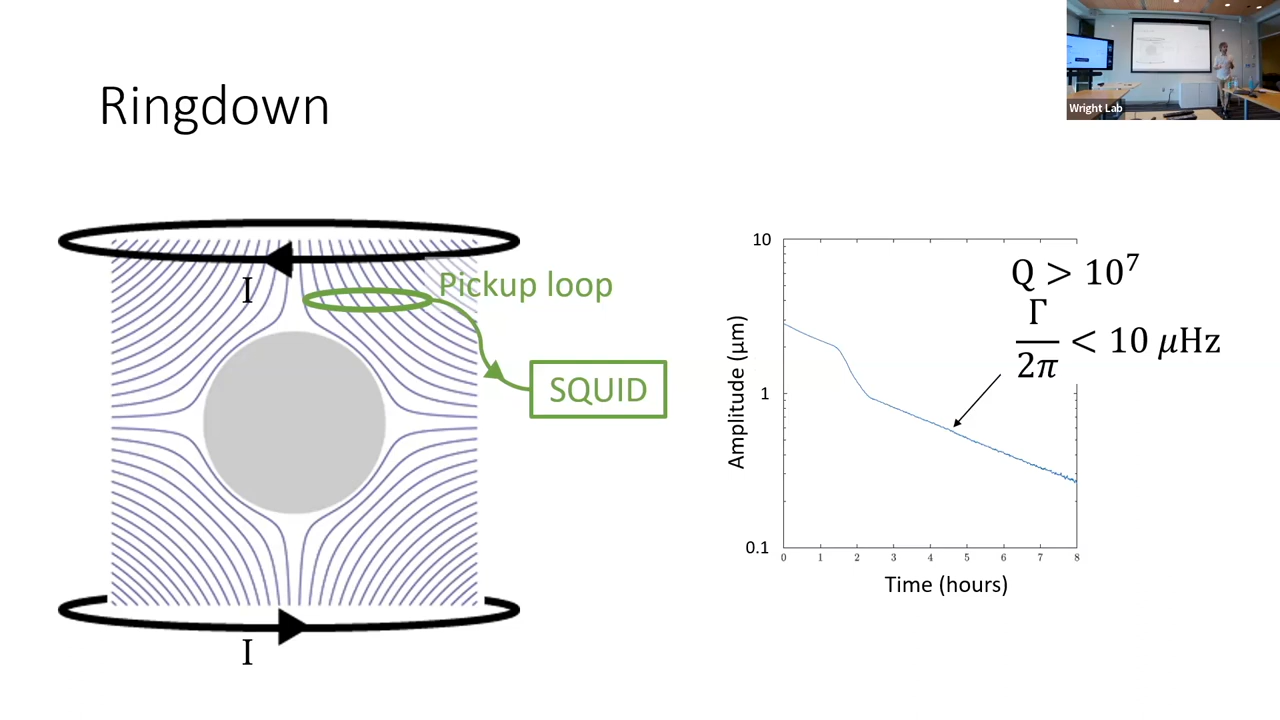 Wright Lab
Ringdown
I
Pickup loop
SQUID
I
Q > 10⁷
Γ/2π < 10 μHz
Amplitude (μm)
10
1
0.1
0 1 2 3 4 5 6 7 8
Time (hours)